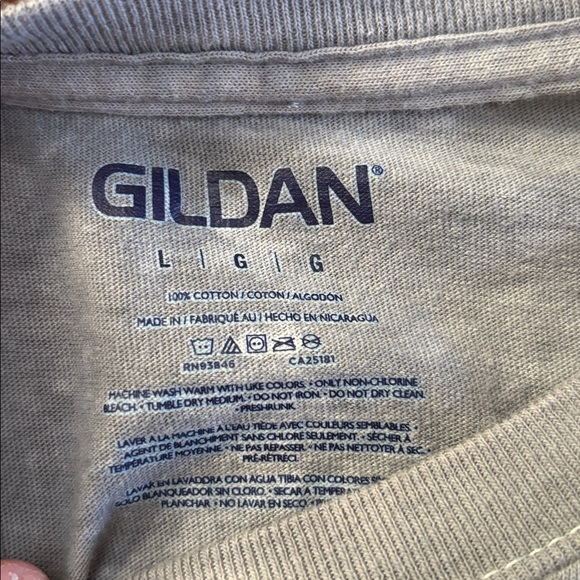 GILDAN®
L | G | G
100% COTTON / COTON / ALGODÓN
MADE IN / FABRIQUÉ AU / HECHO EN NICARAGUA
RN93846 CA25181
MACHINE WASH WARM WITH LIKE COLORS. • ONLY NON-CHLORINE
BLEACH. • TUMBLE DRY MEDIUM. • DO NOT IRON. • DO NOT DRY CLEAN.
• PRESHRUNK.
LAVER A LA MACHINE A L'EAU TIÈDE AVEC COULEURS SEMBLABLES. •
AGENT DE BLANCHIMENT SANS CHLORE SEULEMENT. • SÉCHER À
TEMPÉRATURE MOYENNE. • NE PAS REPASSER. • NE PAS NETTOYER À SEC. •
PRÉ-RÉTRÉCI.
LAVAR EN LAVADORA CON AGUA TIBIA CON COLORES
SOLO BLANQUEADOR SIN CLORO. • SECAR A
PLANCHAR. • NO LAVAR EN SECO. •